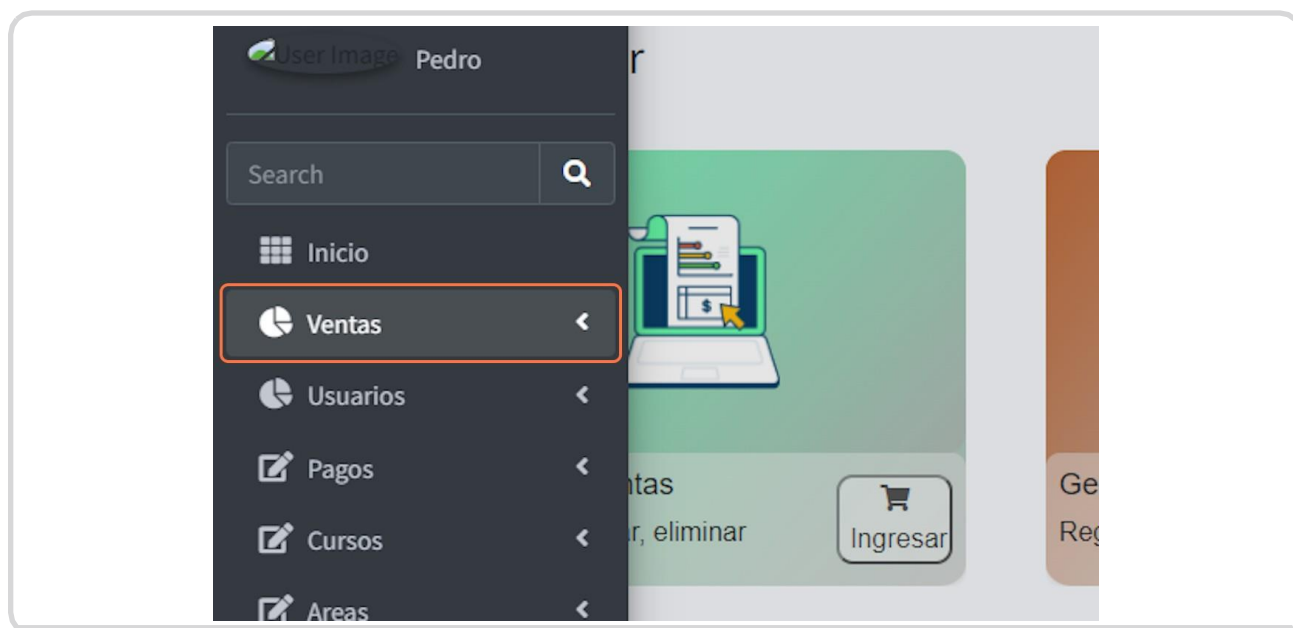 User Image Pedro
r
Search
Inicio
Ventas
Usuarios
Pagos
Cursos
Areas
$
ntas
r, eliminar
Ingresar
Ge
Reg